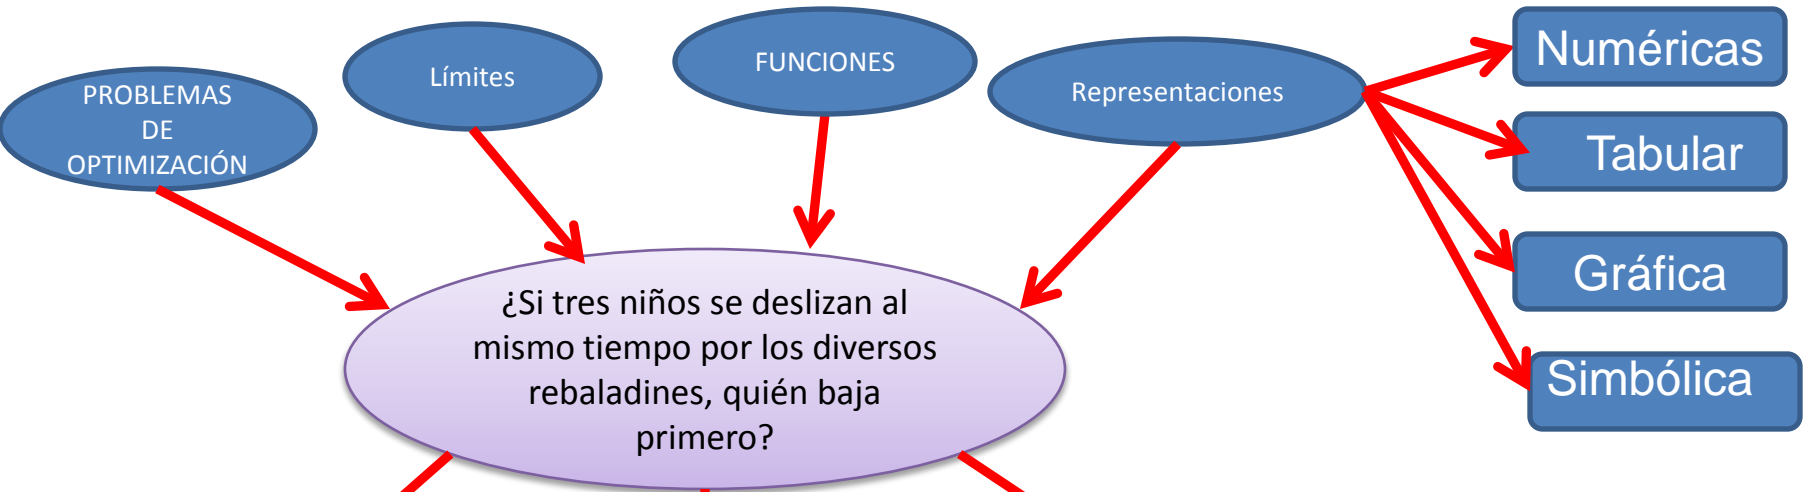 PROBLEMAS
DE
OPTIMIZACIÓN
Límites
FUNCIONES
Representaciones
Numéricas
Tabular
Gráfica
Simbólica
¿Si tres niños se deslizan al
mismo tiempo por los diversos
rebaladines, quién baja
primero?